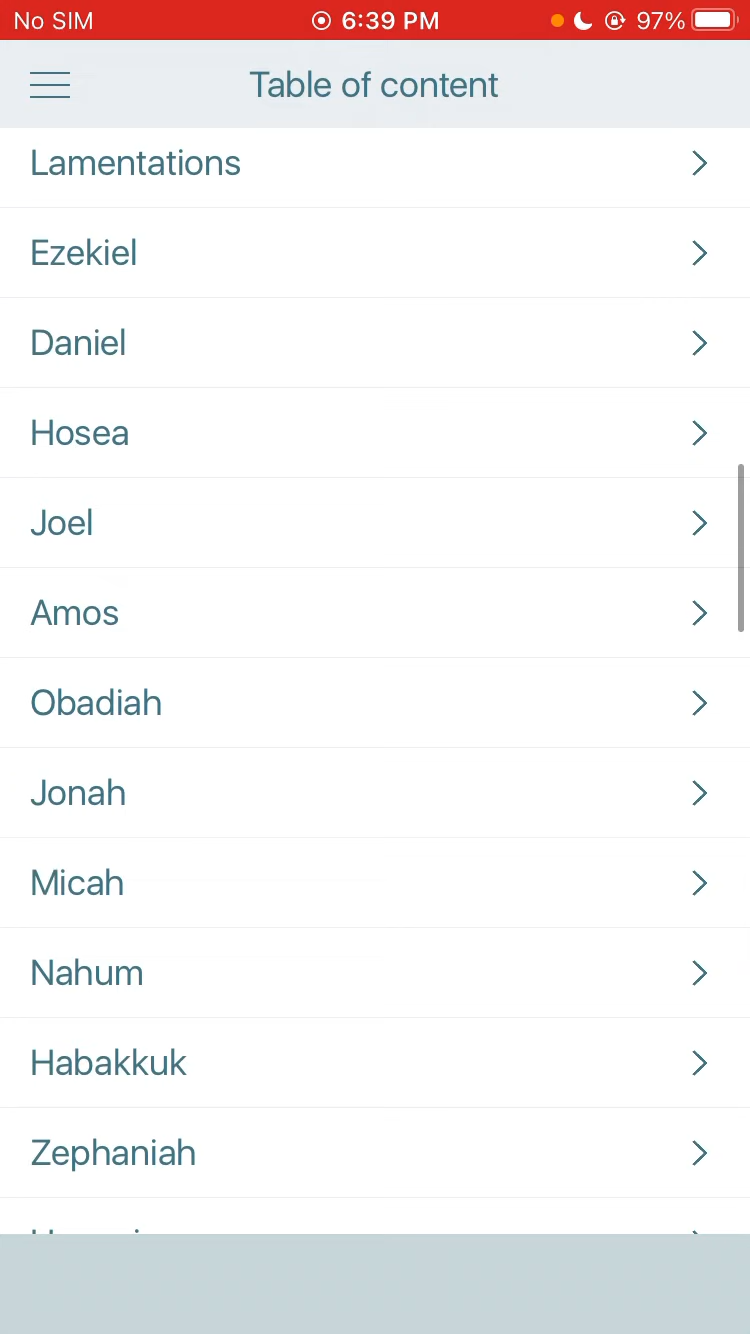 No SIM 6:39 PM 97%
Table of content
Lamentations
Ezekiel
Daniel
Hosea
Joel
Amos
Obadiah
Jonah
Micah
Nahum
Habakkuk
Zephaniah